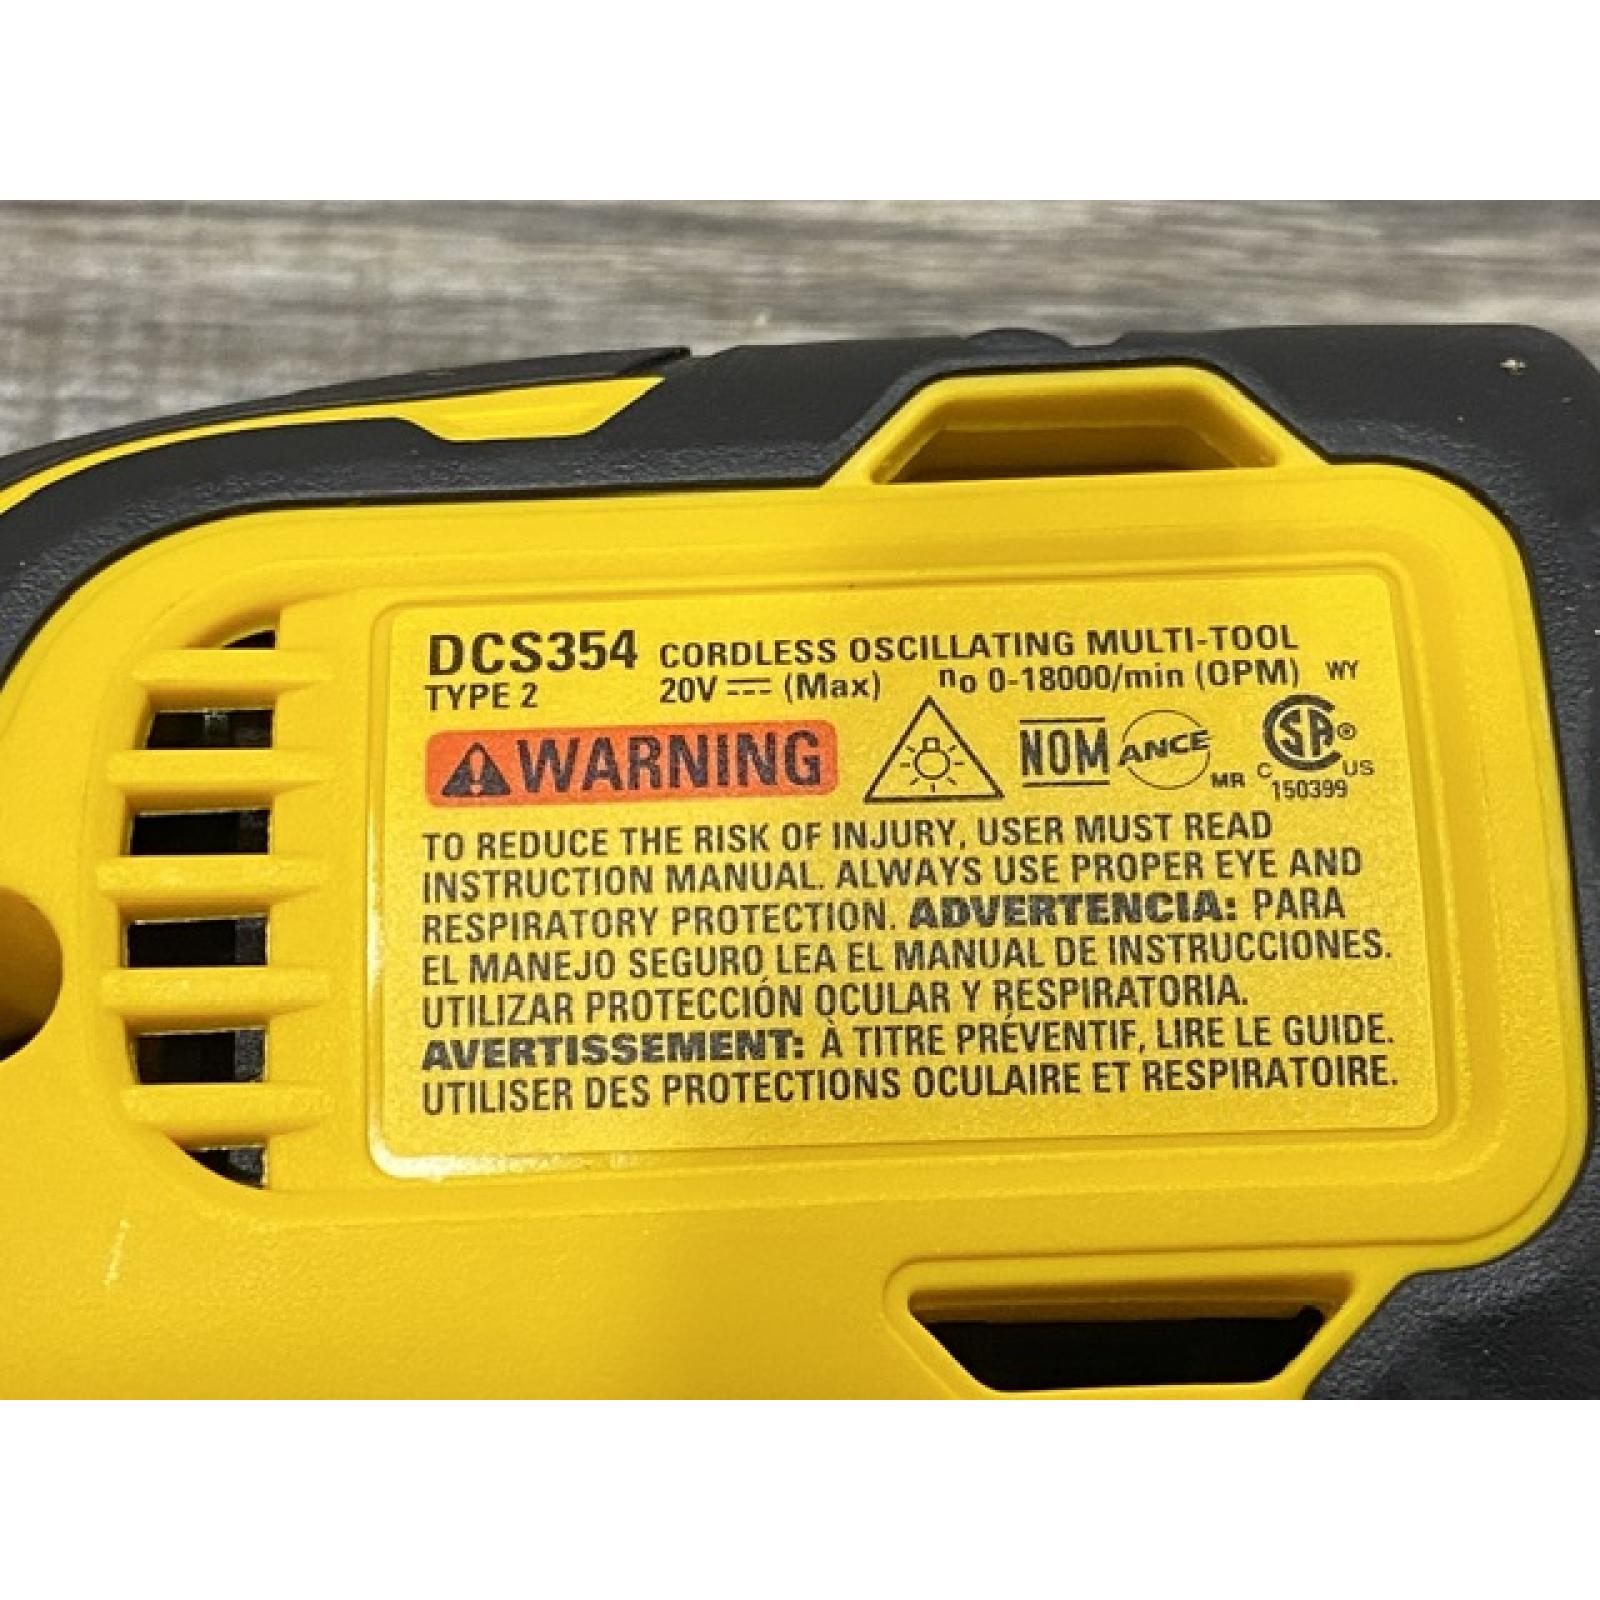 DCS354 CORDLESS OSCILLATING MULTI-TOOL
TYPE 2 20V ⎓ (Max) no 0-18000/min (OPM) WY
WARNING NOM ANCE MR CSA® C US 150399
TO REDUCE THE RISK OF INJURY, USER MUST READ
INSTRUCTION MANUAL. ALWAYS USE PROPER EYE AND
RESPIRATORY PROTECTION. ADVERTENCIA: PARA
EL MANEJO SEGURO LEA EL MANUAL DE INSTRUCCIONES.
UTILIZAR PROTECCIÓN OCULAR Y RESPIRATORIA.
AVERTISSEMENT: À TITRE PRÉVENTIF, LIRE LE GUIDE.
UTILISER DES PROTECTIONS OCULAIRE ET RESPIRATOIRE.